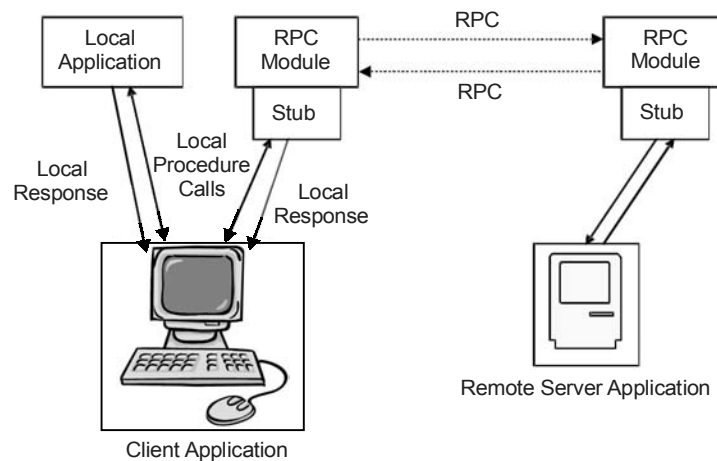 Local
Application
RPC
Module
Stub
RPC
RPC
RPC
Module
Stub
Local
Response
Local
Procedure
Calls
Local
Response
Client Application
Remote Server Application